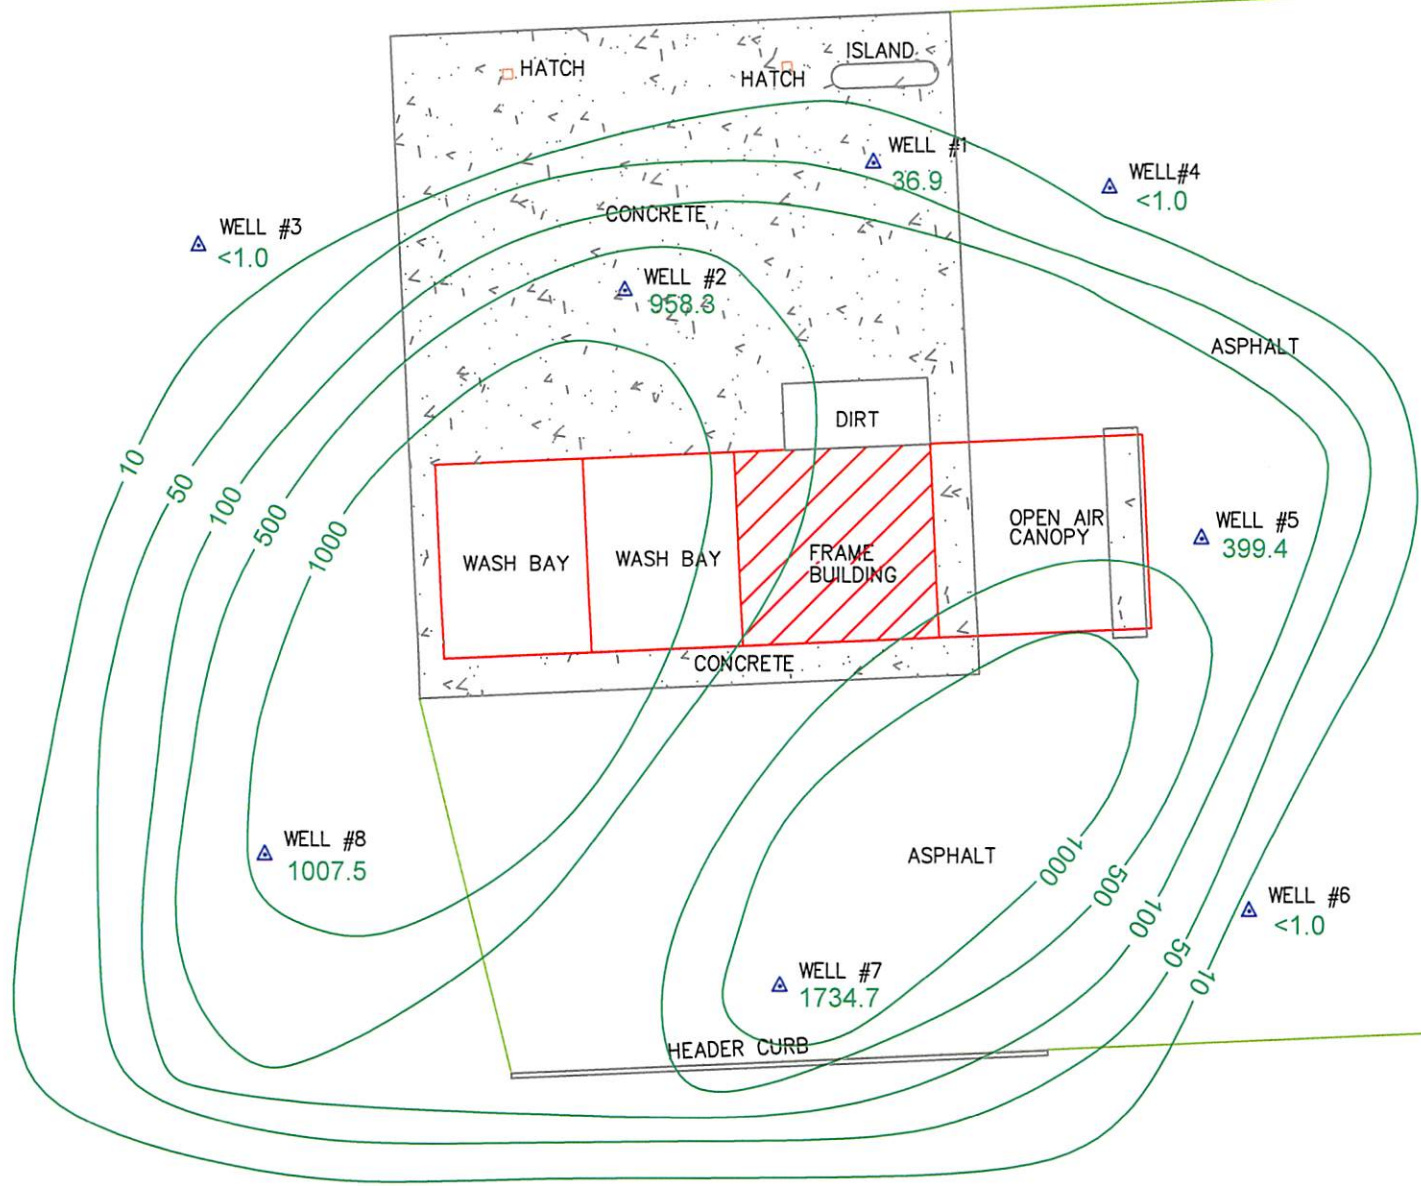 HATCH
HATCH
ISLAND
WELL #1
36.9
WELL#4
<1.0
WELL #3
<1.0
CONCRETE
WELL #2
958.3
ASPHALT
DIRT
10
50
100
500
1000
WASH BAY
WASH BAY
FRAME
BUILDING
OPEN AIR
CANOPY
WELL #5
399.4
CONCRETE
WELL #8
1007.5
ASPHALT
1000
500
100
50
10
WELL #6
<1.0
WELL #7
1734.7
HEADER CURB